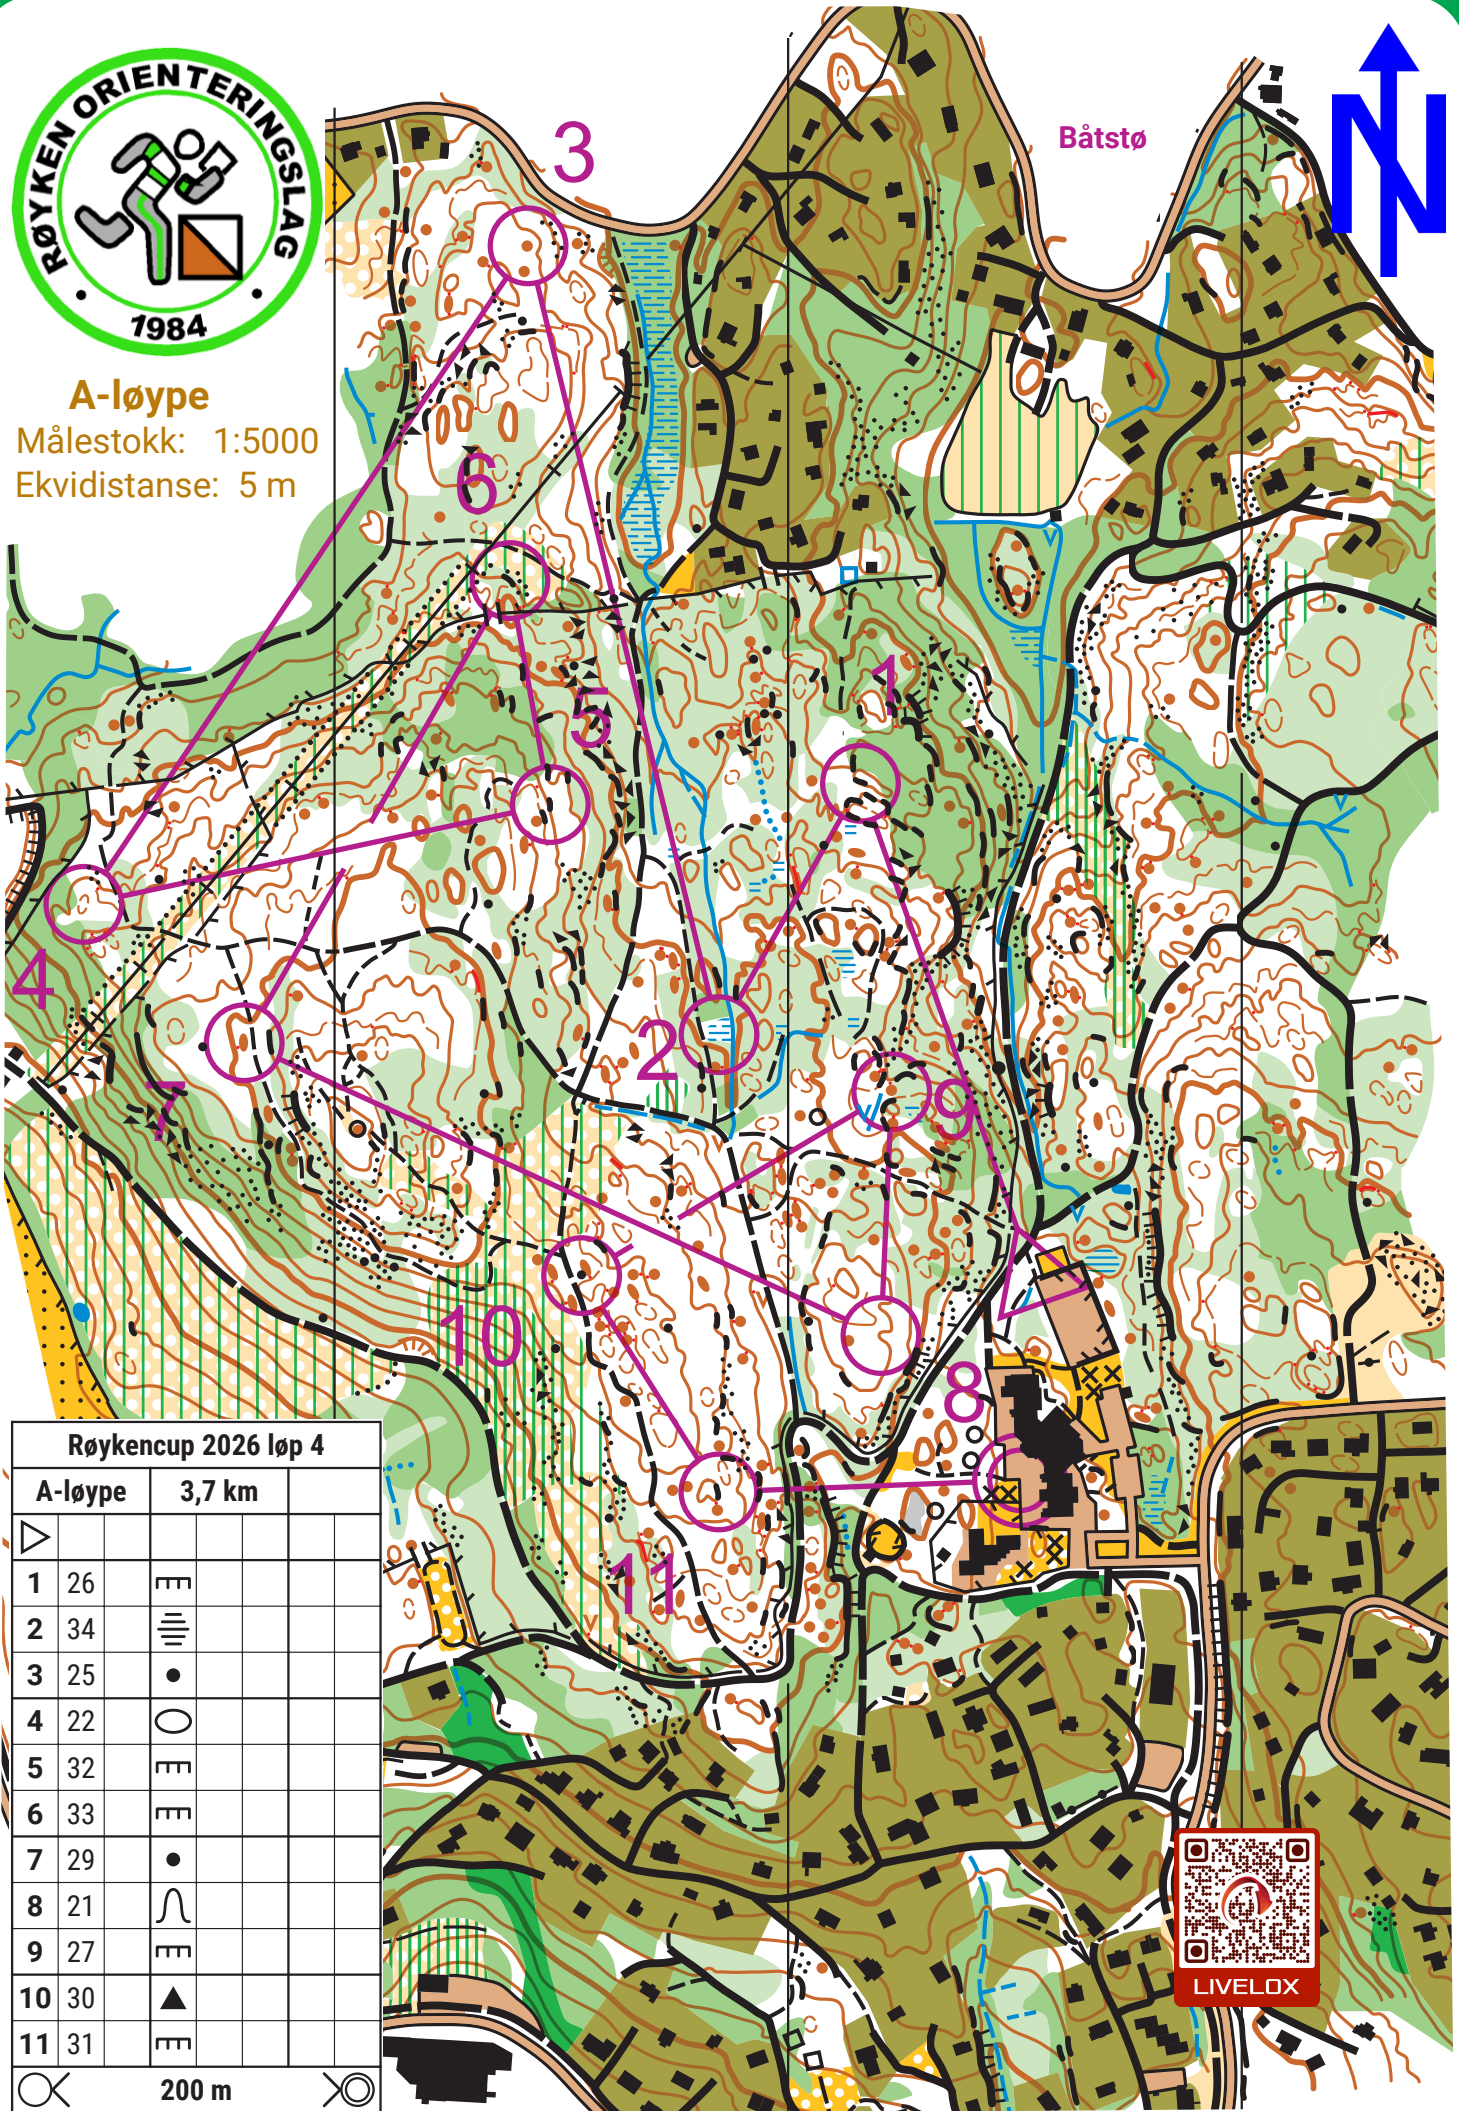 RØYKEN ORIENTERINGSLAG
1984
N
A-løype
Målestokk: 1:5000
Ekvidistanse: 5 m
Båtstø
3
6
1
5
4
2
7
9
10
8
11
Røykencup 2026 løp 4
A-løype 3,7 km
1 26
2 34
3 25
4 22
5 32
6 33
7 29
8 21
9 27
10 30
11 31
200 m
LIVELOX